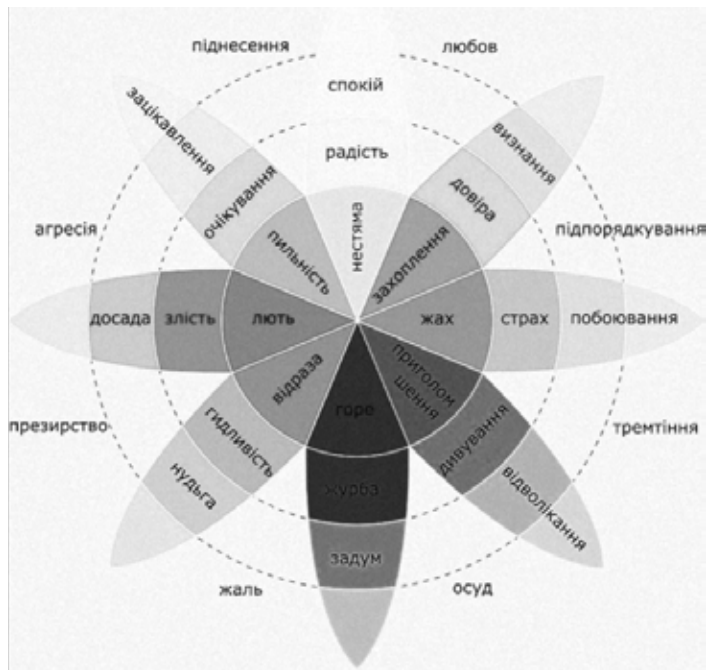 піднесення
любов
спокій
зацікавлення
визнання
радість
очікування
довіра
агресія
підпорядкування
пильність
нестяма
захоплення
досада
злість
лють
жах
страх
побоювання
відраза
приголом
шення
горе
гидливість
дивування
презирство
тремтіння
нудьга
журба
відволікання
задум
жаль
осуд